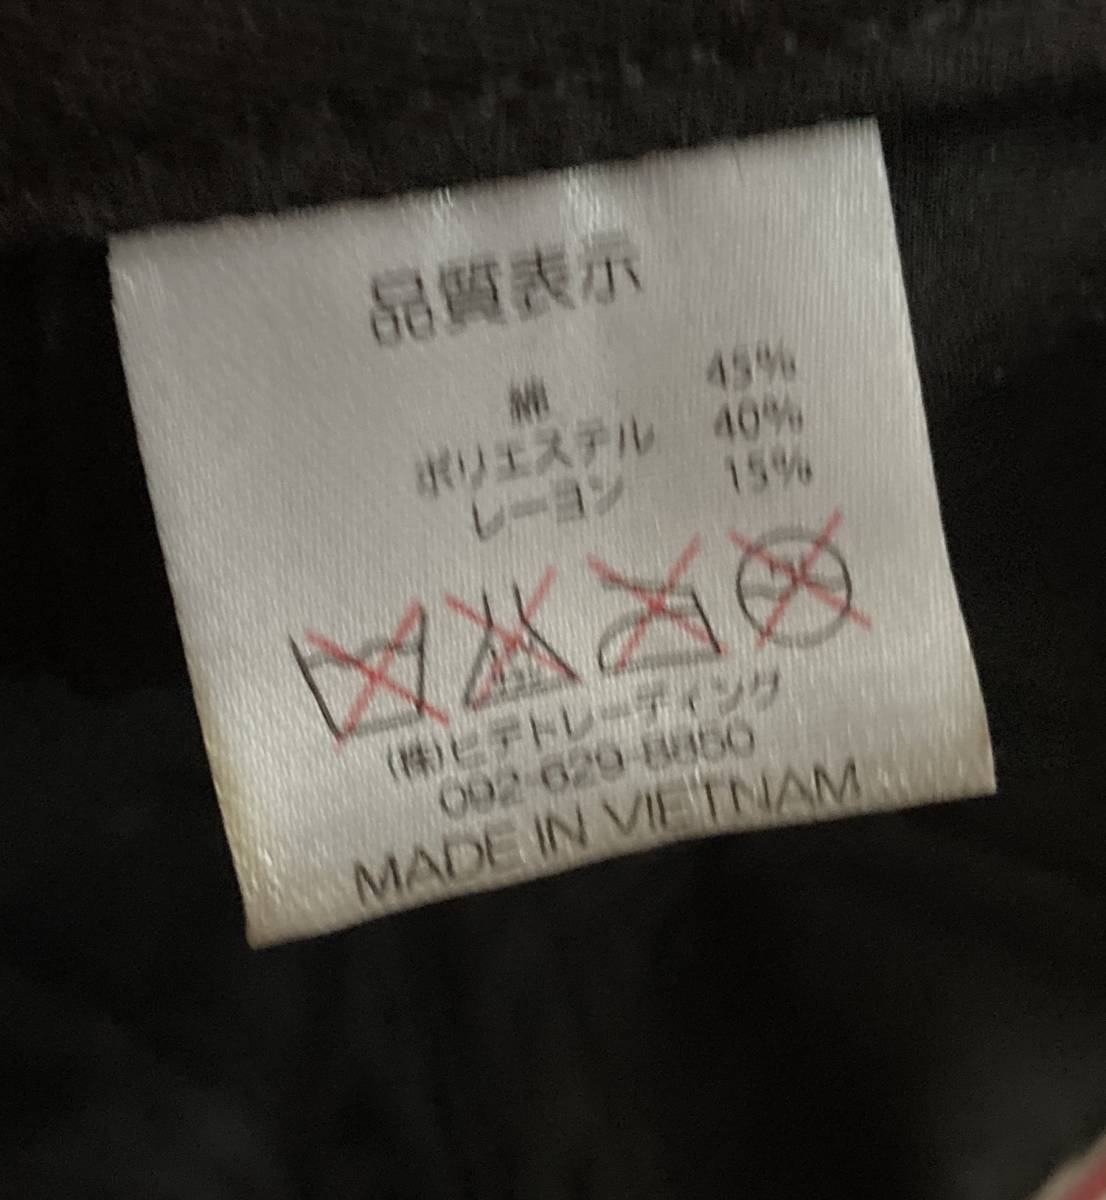 品質表示
綿 45%
ポリエステル 40%
レーヨン 15%
(株)ヒデトレーディング
092-629-8850
MADE IN VIETNAM